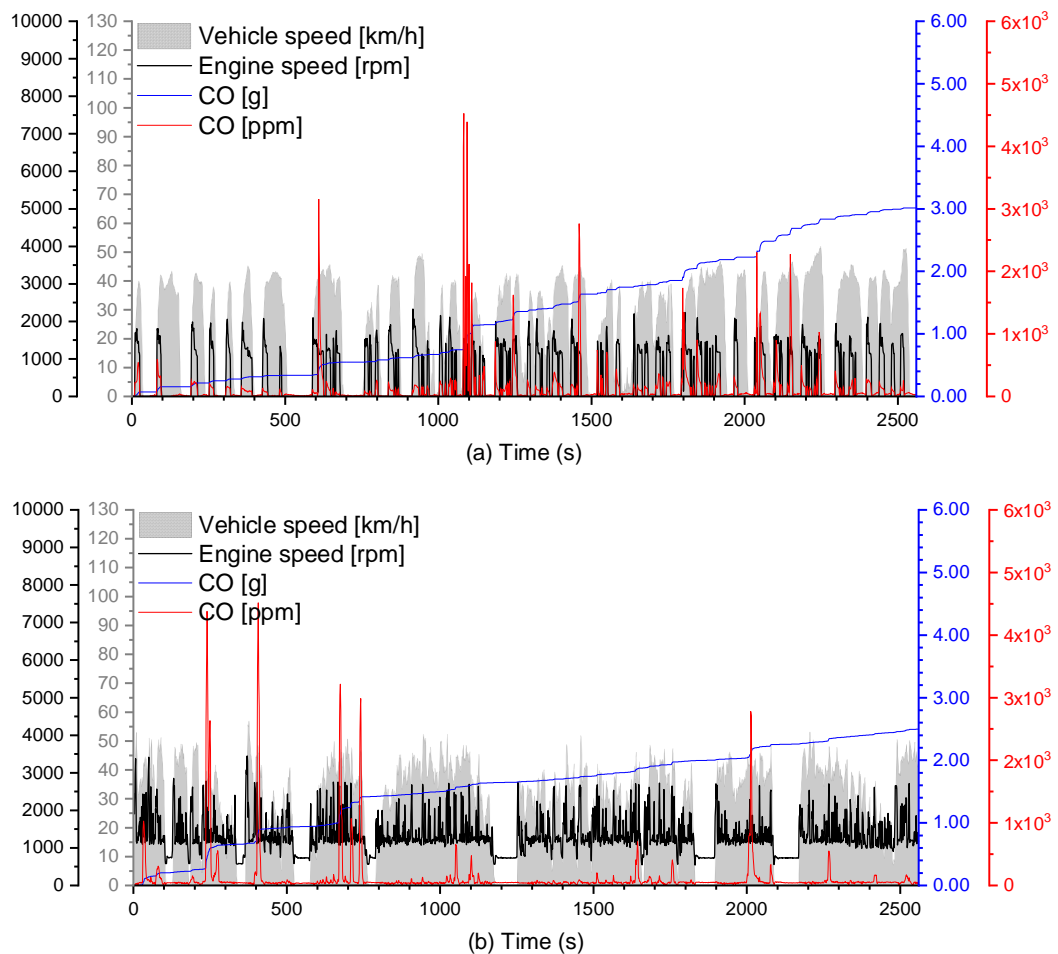 10000
9000
8000
7000
6000
5000
4000
3000
2000
1000
0
130
120
110
100
90
80
70
60
50
40
30
20
10
0
Vehicle speed [km/h]
Engine speed [rpm]
CO [g]
CO [ppm]
6.00
5.00
4.00
3.00
2.00
1.00
0.00
6x10³
5x10³
4x10³
3x10³
2x10³
1x10³
0
0 500 1000 1500 2000 2500
(a) Time (s)
10000
9000
8000
7000
6000
5000
4000
3000
2000
1000
0
130
120
110
100
90
80
70
60
50
40
30
20
10
0
Vehicle speed [km/h]
Engine speed [rpm]
CO [g]
CO [ppm]
6.00
5.00
4.00
3.00
2.00
1.00
0.00
6x10³
5x10³
4x10³
3x10³
2x10³
1x10³
0
0 500 1000 1500 2000 2500
(b) Time (s)